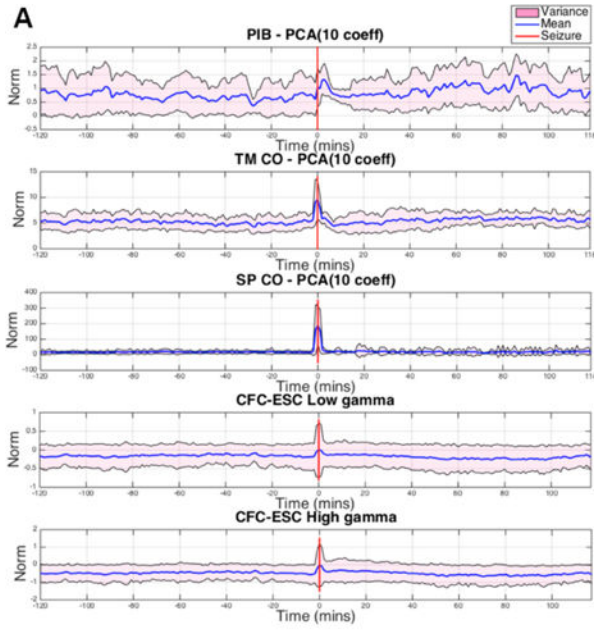 A
Variance
Mean
Seizure
PIB - PCA(10 coeff)
Norm
2.5
2
1.5
1
0.5
0
-0.5
-120 -100 -80 -60 -40 -20 0 20 40 60 80 100 118
Time (mins)
TM CO - PCA(10 coeff)
Norm
15
10
5
0
-120 -100 -80 -60 -40 -20 0 20 40 60 80 100 118
Time (mins)
SP CO - PCA(10 coeff)
Norm
400
300
200
100
0
-100
-120 -100 -80 -60 -40 -20 0 20 40 60 80 100 118
Time (mins)
CFC-ESC Low gamma
Norm
1
0.5
0
-0.5
-1
-120 -100 -80 -60 -40 -20 0 20 40 60 80 100 116
Time (mins)
CFC-ESC High gamma
Norm
2
1
0
-1
-2
-120 -100 -80 -60 -40 -20 0 20 40 60 80 100 116
Time (mins)